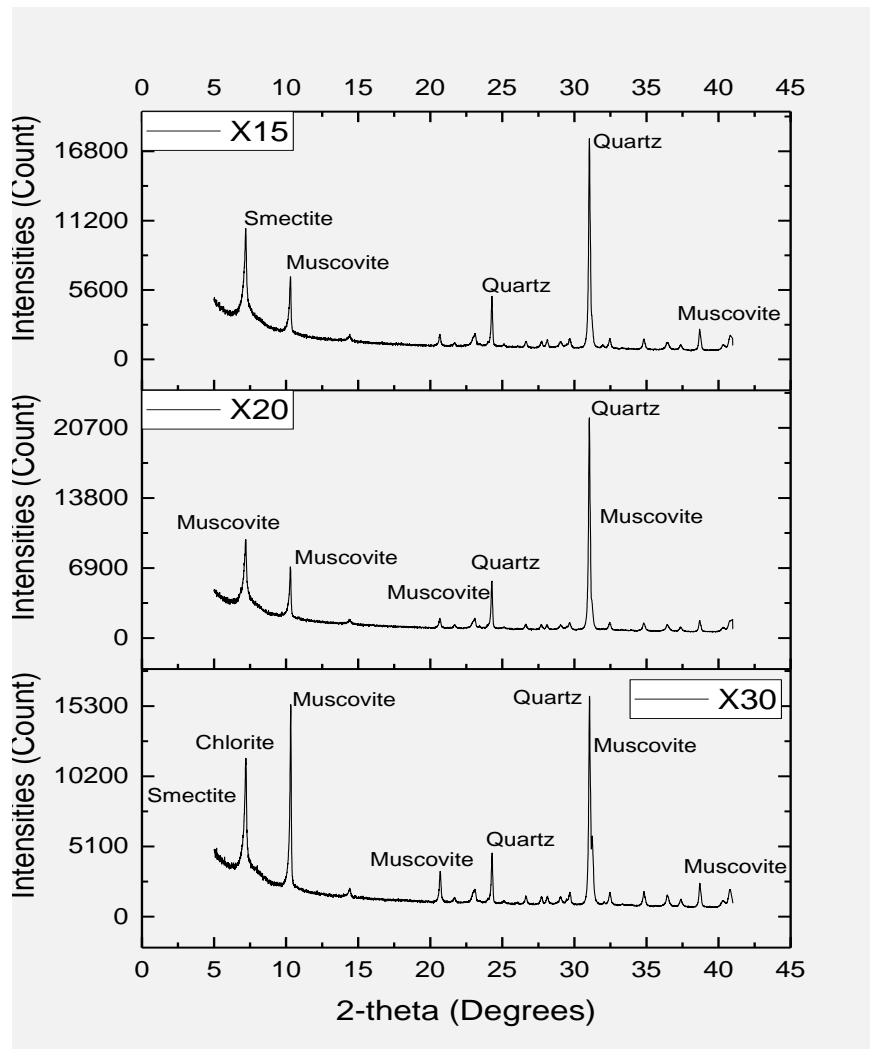 0 5 10 15 20 25 30 35 40 45
X15
Intensities (Count)
16800
11200
5600
0
Quartz
Smectite
Muscovite
Quartz
Muscovite
X20
Intensities (Count)
20700
13800
6900
0
Quartz
Muscovite
Muscovite
Muscovite
Quartz
Muscovite
X30
Intensities (Count)
15300
10200
5100
0
Muscovite
Quartz
Chlorite
Muscovite
Smectite
Quartz
Muscovite
Muscovite
0 5 10 15 20 25 30 35 40 45
2-theta (Degrees)